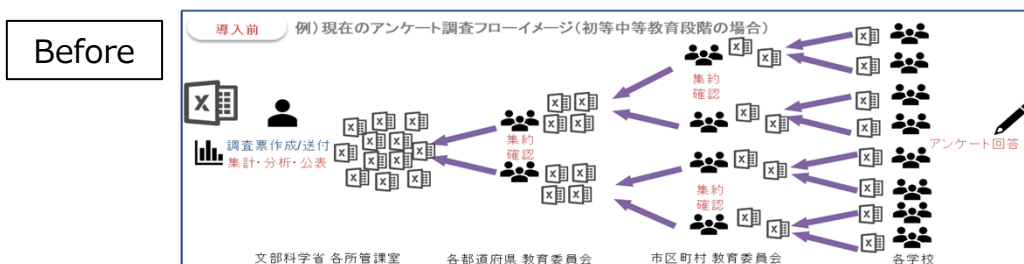 Before
導入前
例)現在のアンケート調査フローイメージ(初等中等教育段階の場合)
集約
確認
調査票作成/送付
集計・分析・公表
集約
確認
アンケート回答
集約
確認
文部科学省 各所管課室
各都道府県 教育委員会
市区町村 教育委員会
各学校